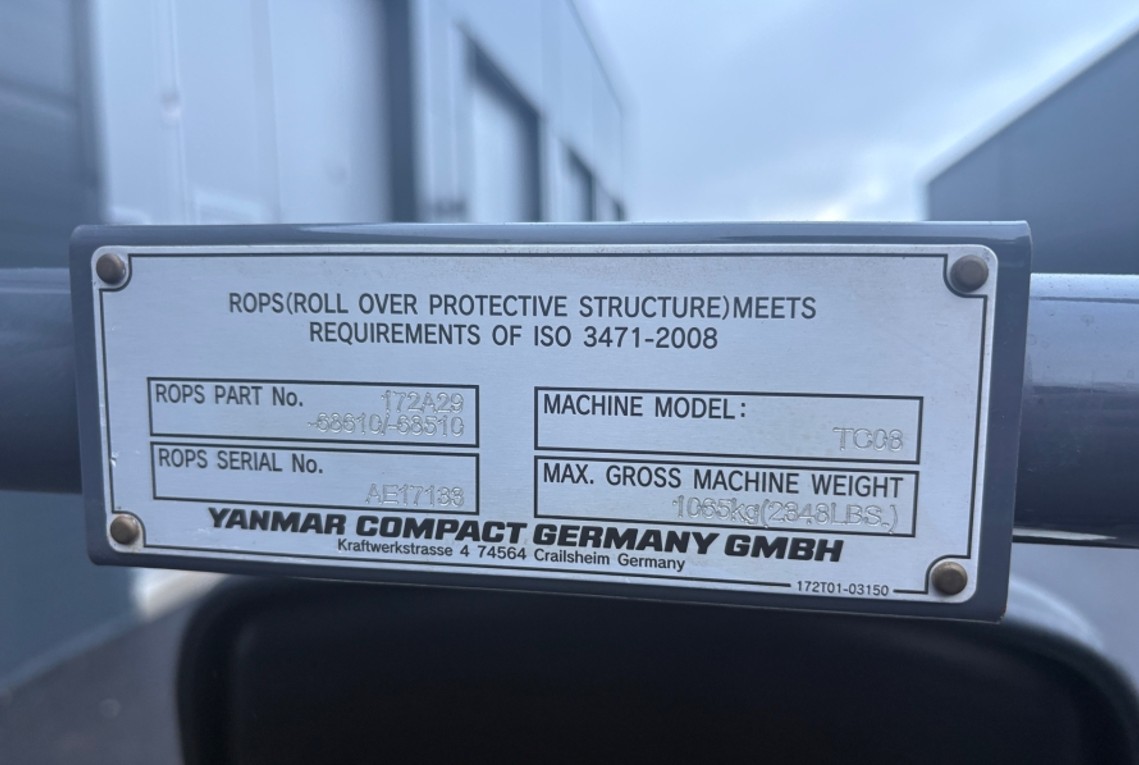 ROPS(ROLL OVER PROTECTIVE STRUCTURE)MEETS
REQUIREMENTS OF ISO 3471-2008
ROPS PART No. 172A29
-68510/-68510
ROPS SERIAL No.
AE17133
MACHINE MODEL:
TC08
MAX. GROSS MACHINE WEIGHT
1065kg(2348LBS.)
YANMAR COMPACT GERMANY GMBH
Kraftwerkstrasse 4 74564 Crailsheim Germany
172T01-03150